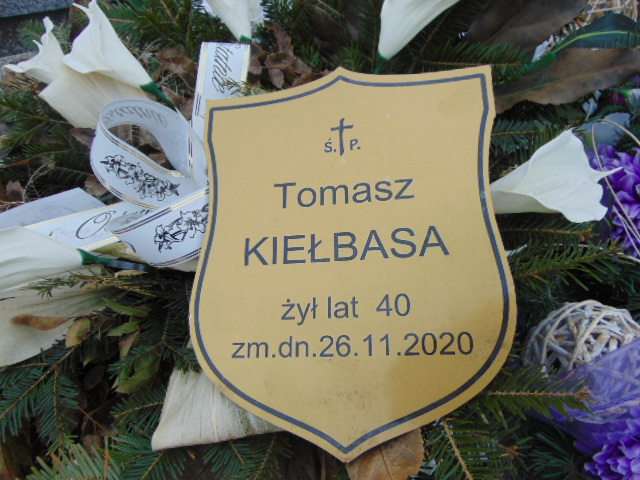 Ś.P.
Tomasz
KIEŁBASA
żył lat 40
zm.dn.26.11.2020